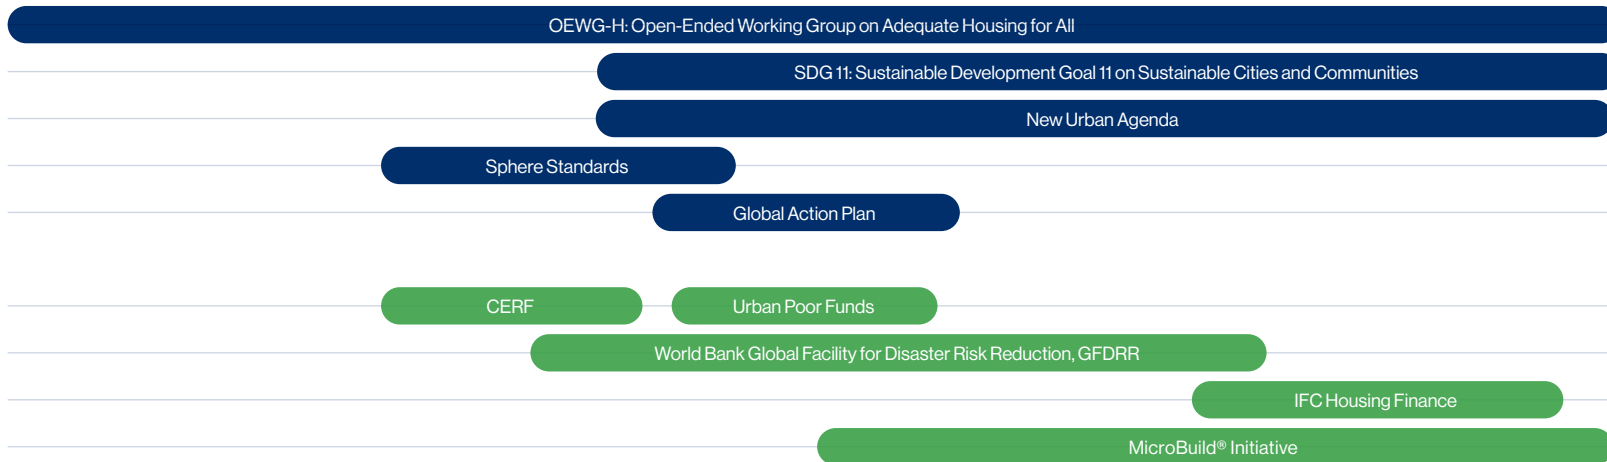 OEWG-H: Open-Ended Working Group on Adequate Housing for All
SDG 11: Sustainable Development Goal 11 on Sustainable Cities and Communities
New Urban Agenda
Sphere Standards
Global Action Plan
CERF
Urban Poor Funds
World Bank Global Facility for Disaster Risk Reduction, GFDRR
IFC Housing Finance
MicroBuild® Initiative